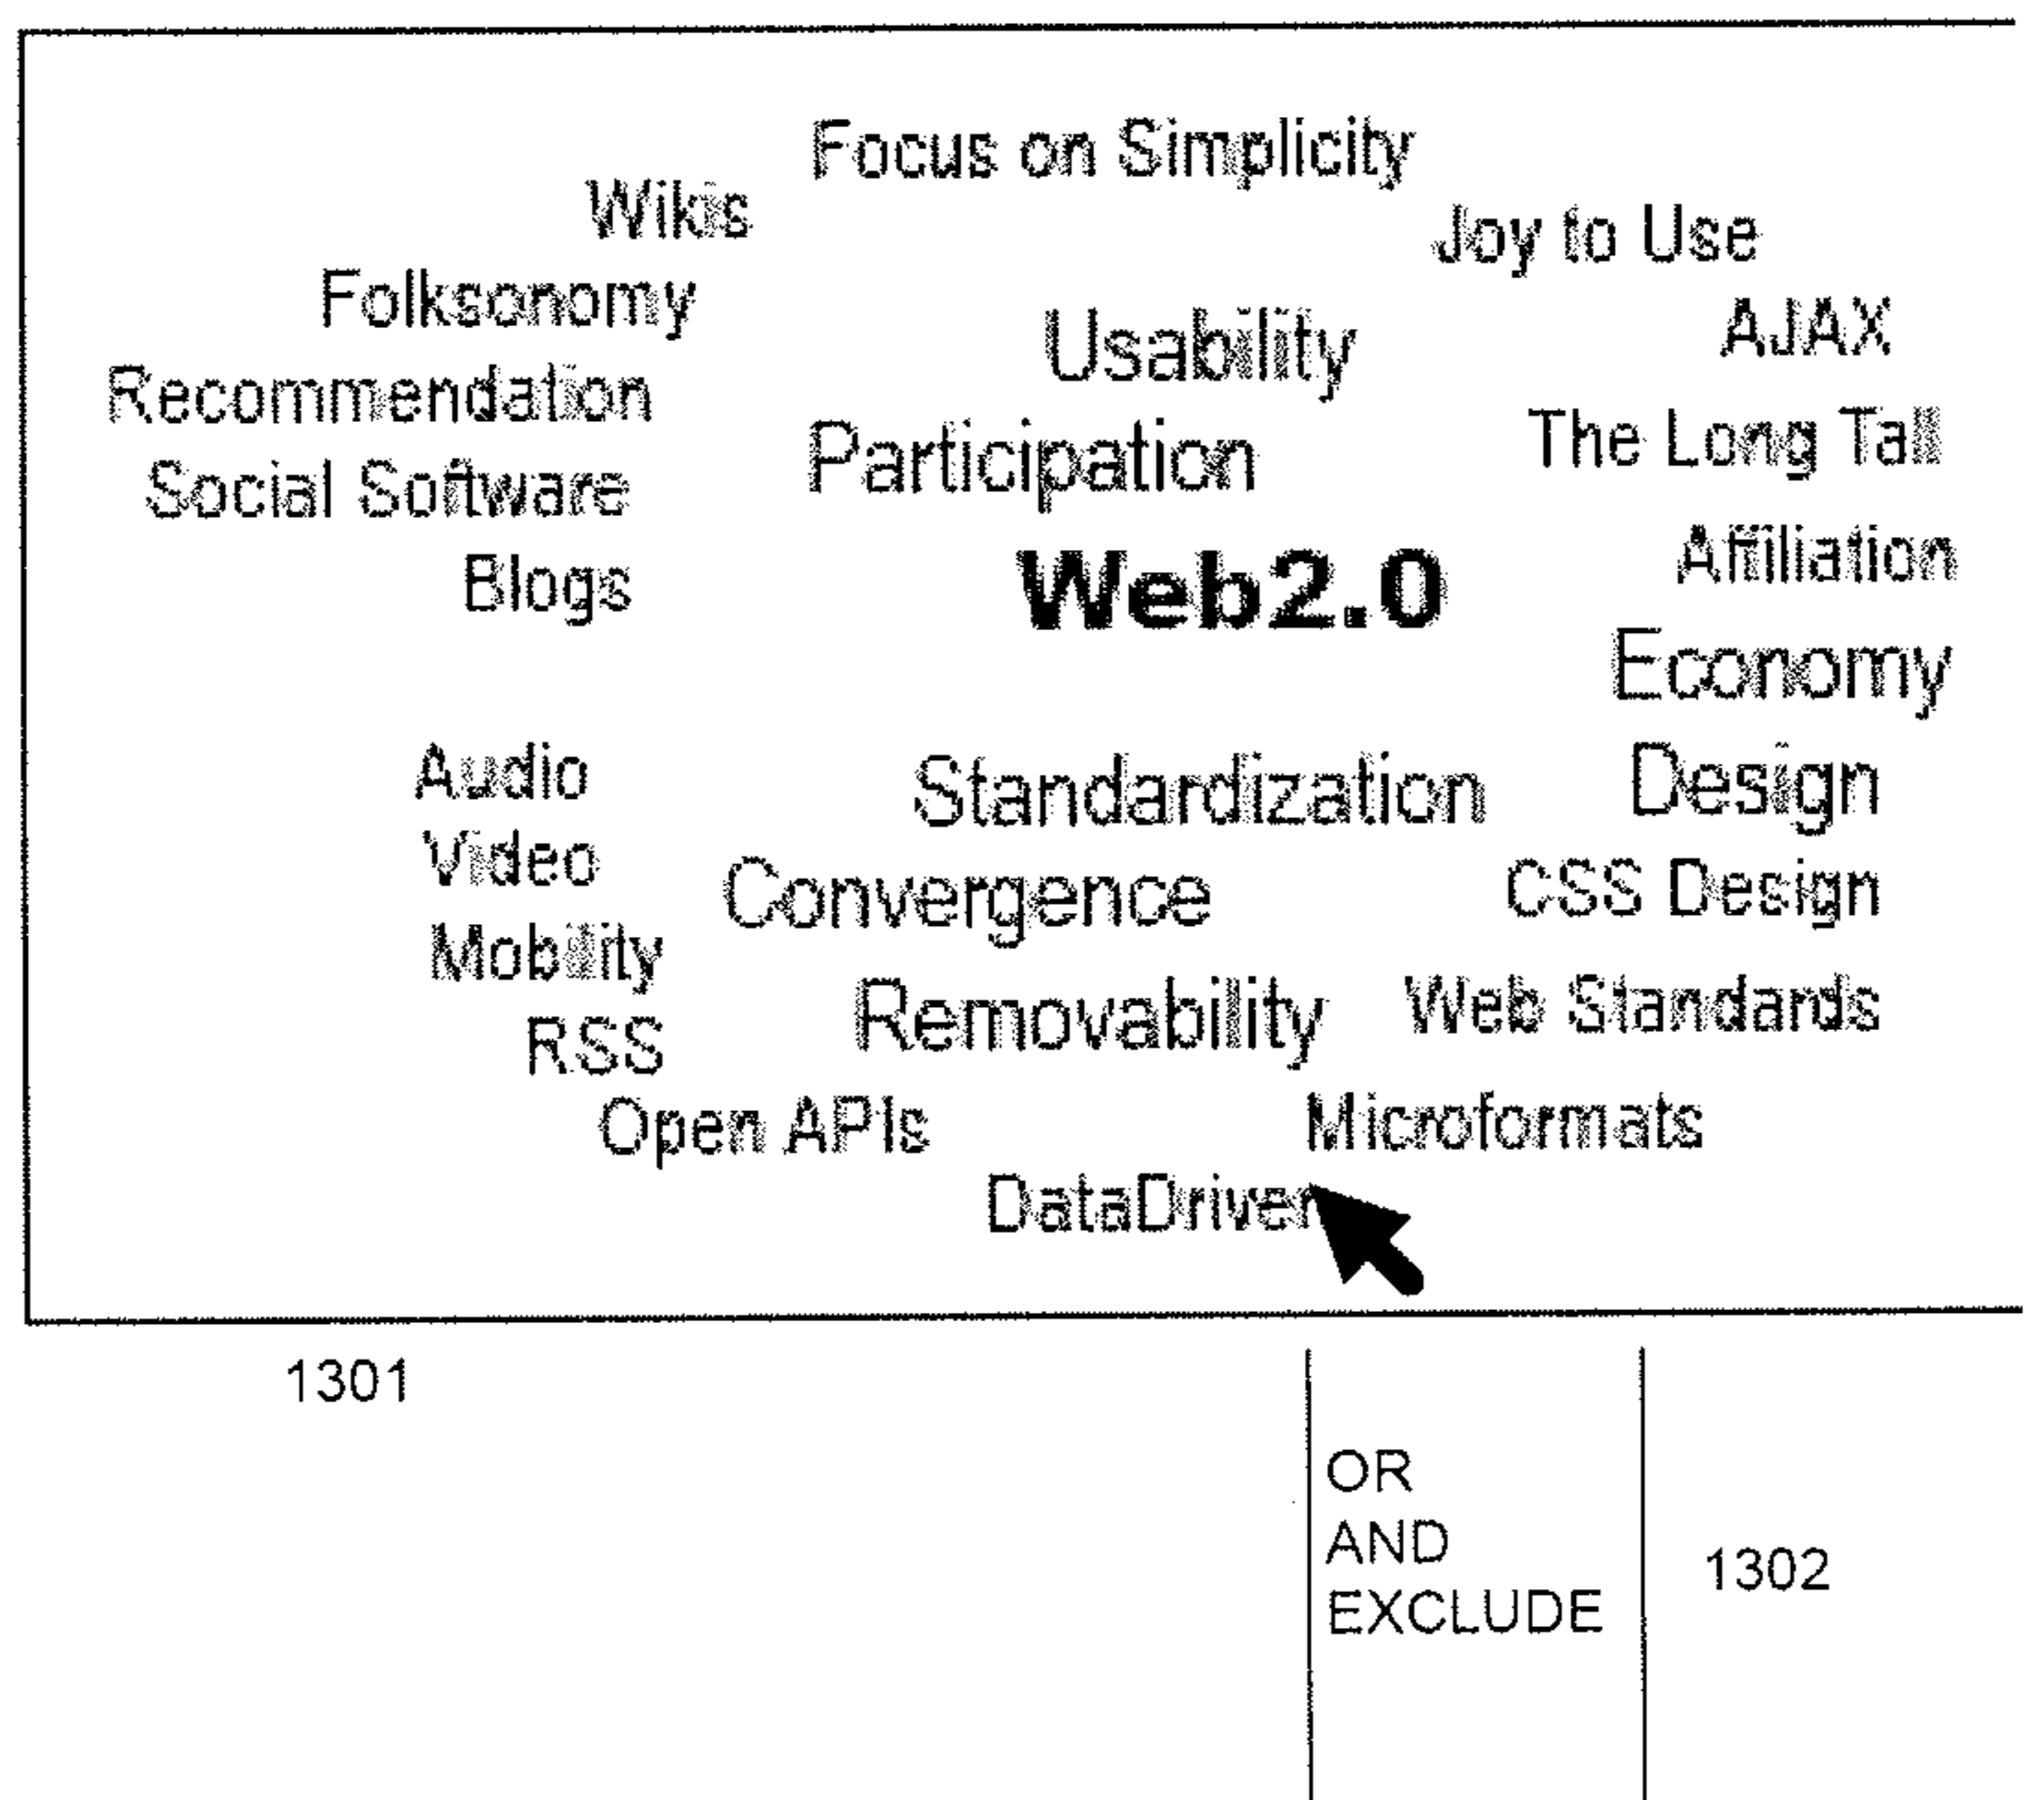 Focus on Simplicity
Wikis
Joy to Use
Folksonomy
Usability
AJAX
Recommendation
Participation
The Long Tall
Social Software
Affiliation
Blogs
Web2.0
Economy
Audio
Standardization
Design
Video
Convergence
CSS Design
Mobility
Removability
Web Standards
RSS
Open APIs
Microformats
DataDriver
1301
OR
AND
1302
EXCLUDE